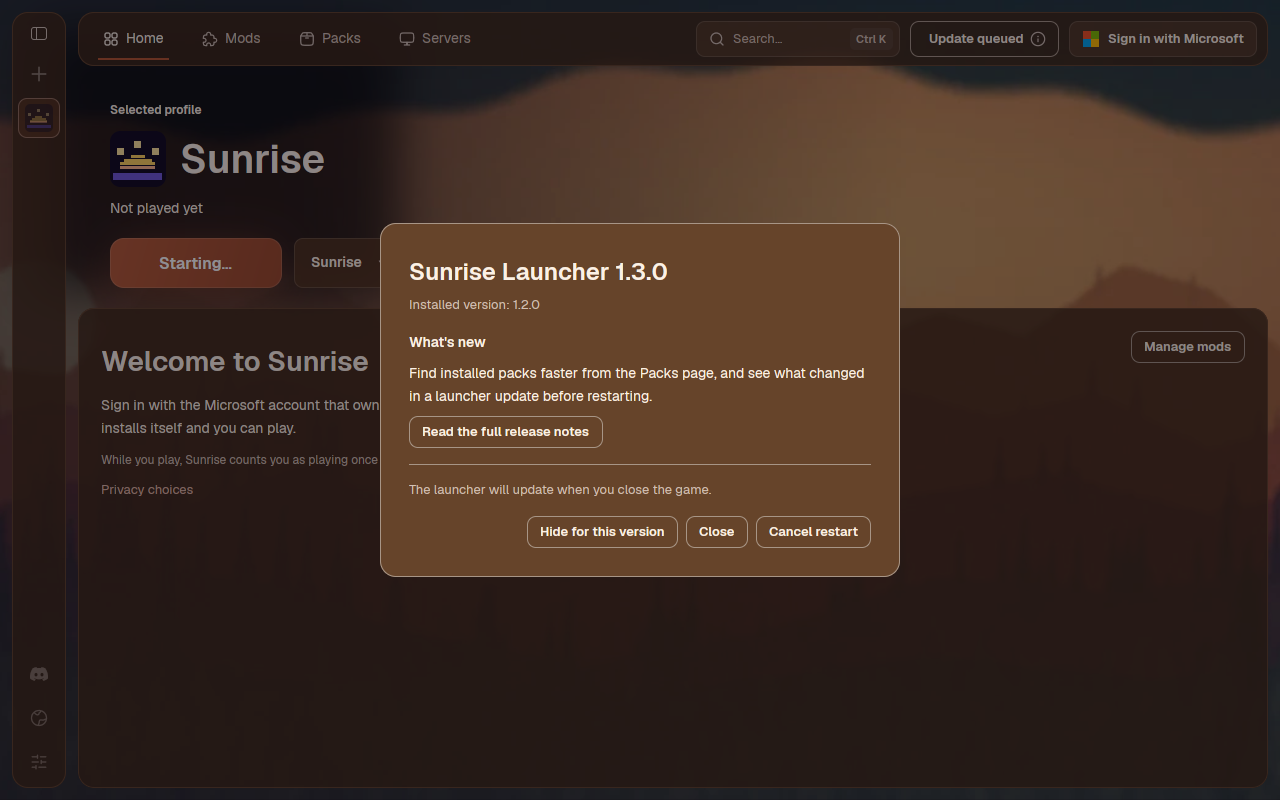 Home
Mods
Packs
Servers
Search...
Ctrl K
Update queued
Sign in with Microsoft
Selected profile
Sunrise
Not played yet
Starting...
Sunrise
Welcome to Sunrise
Manage mods
Sign in with the Microsoft account that own
installs itself and you can play.
While you play, Sunrise counts you as playing once
Privacy choices
Sunrise Launcher 1.3.0
Installed version: 1.2.0
What's new
Find installed packs faster from the Packs page, and see what changed
in a launcher update before restarting.
Read the full release notes
The launcher will update when you close the game.
Hide for this version
Close
Cancel restart